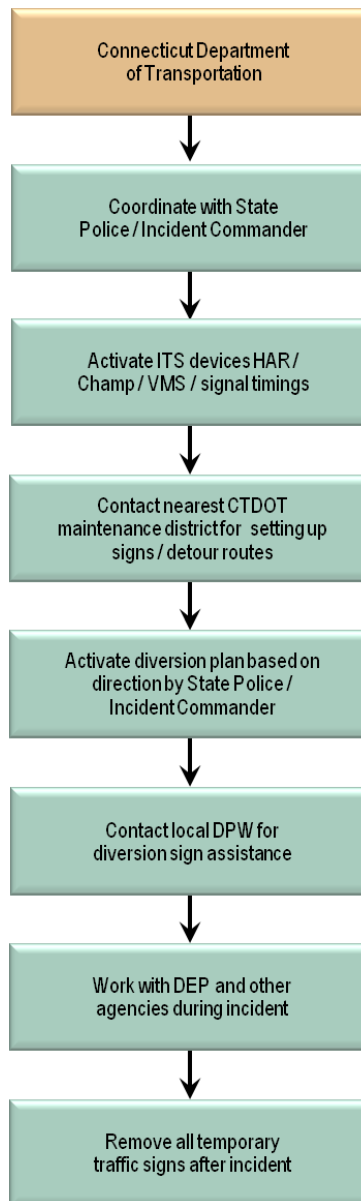 Connecticut Department
of Transportation
Coordinate with State
Police / Incident Commander
Activate ITS devices HAR /
Champ / VMS / signal timings
Contact nearest CTDOT
maintenance district for setting up
signs / detour routes
Activate diversion plan based on
direction by State Police /
Incident Commander
Contact local DPW for
diversion sign assistance
Work with DEP and other
agencies during incident
Remove all temporary
traffic signs after incident